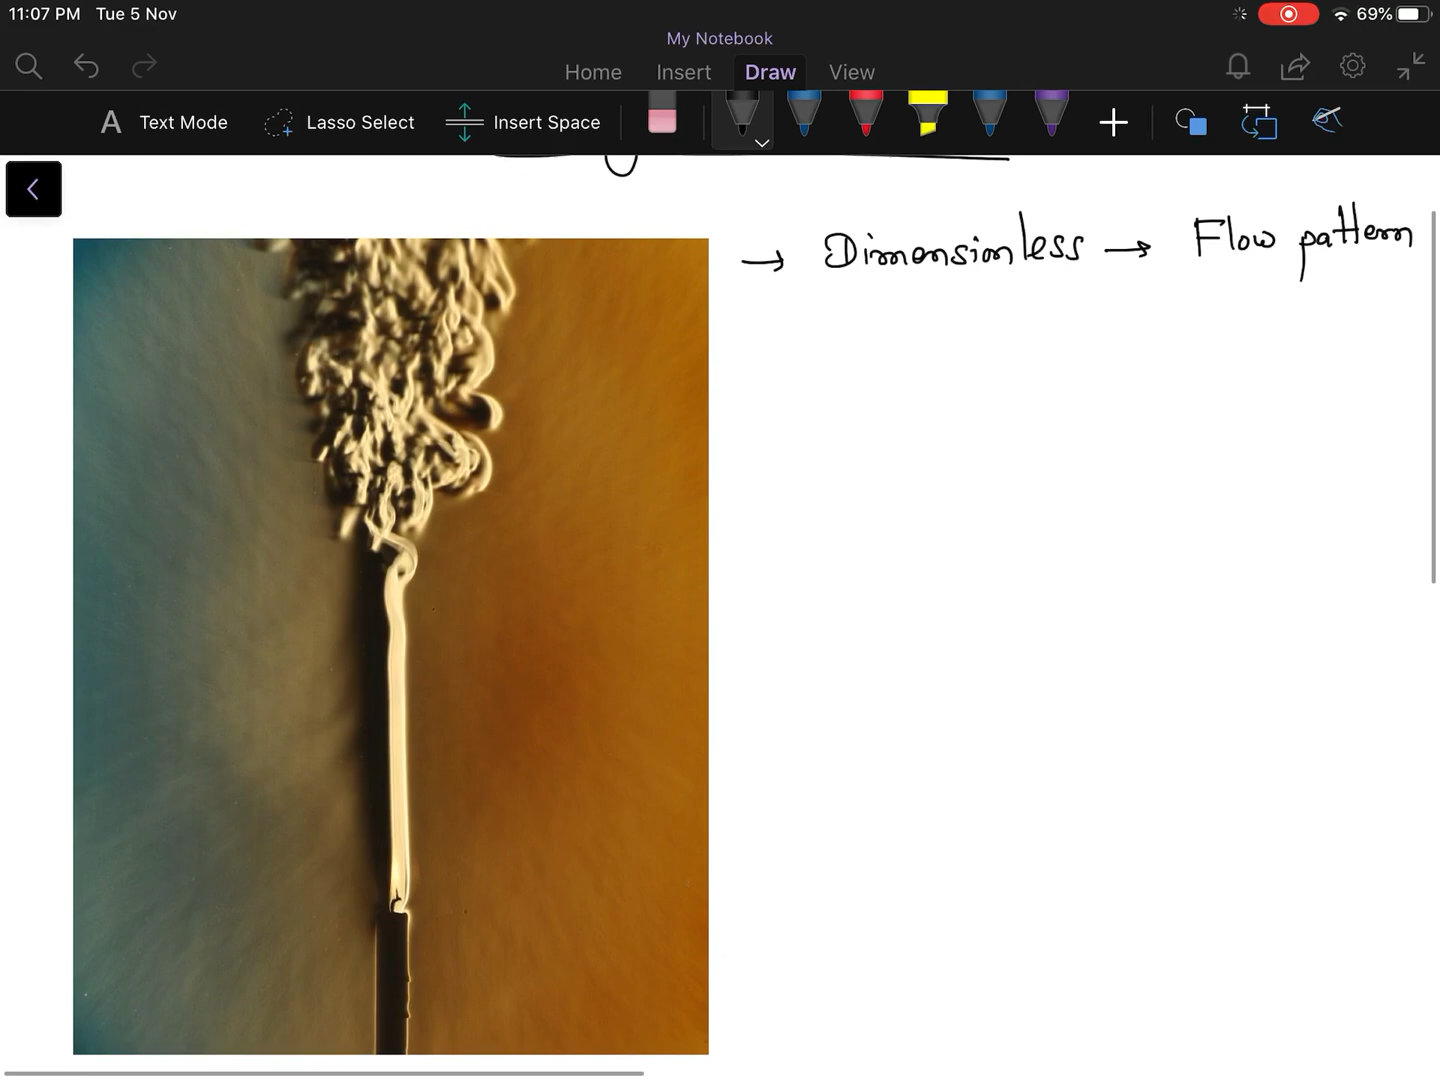 11:07 PM Tue 5 Nov 69%
My Notebook
Home Insert Draw View
A Text Mode Lasso Select Insert Space
→ Dimensionless → Flow pattern